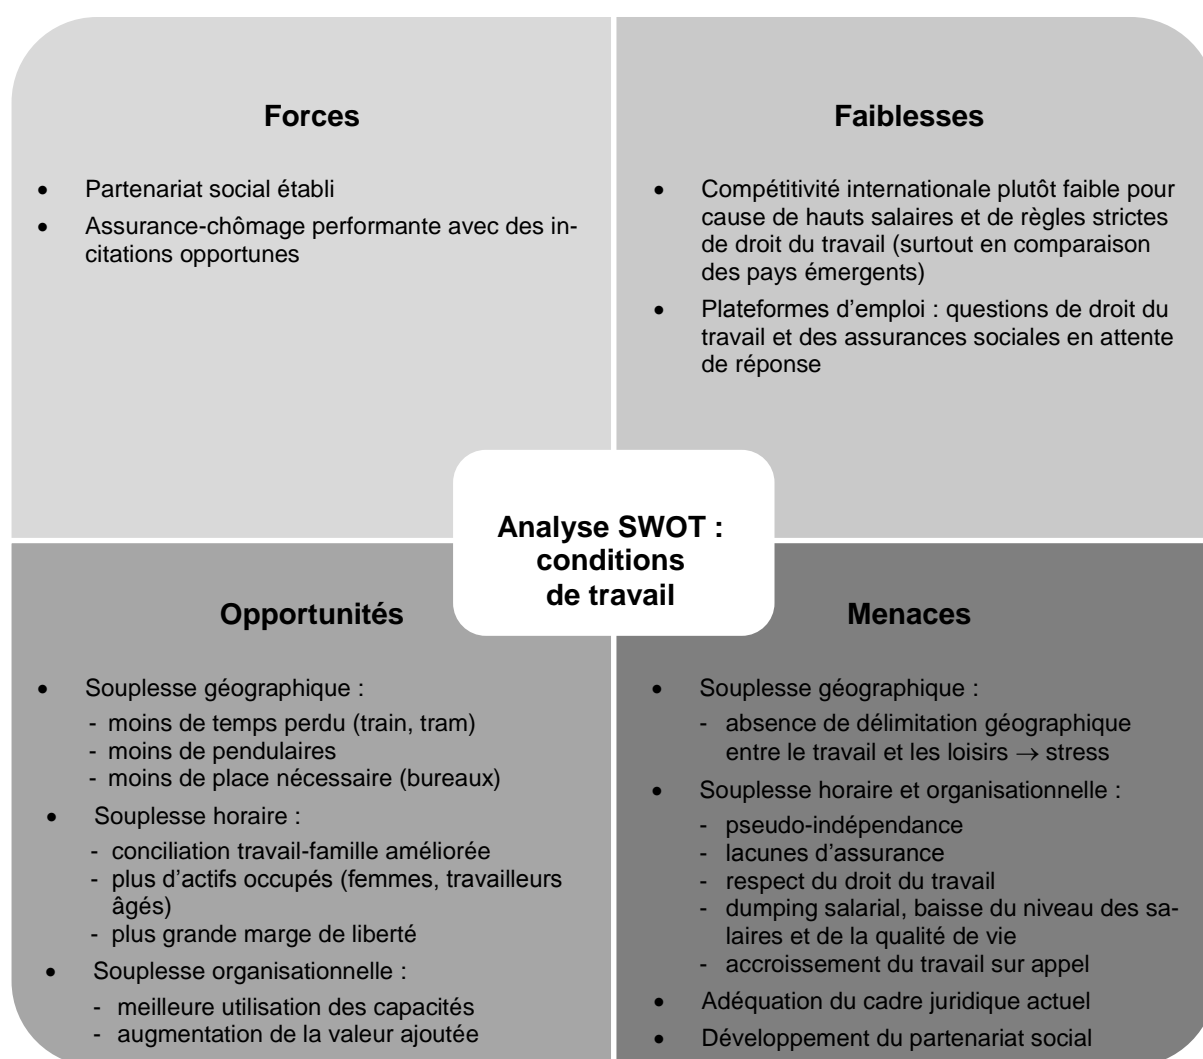 Forces
• Partenariat social établi
• Assurance-chômage performante avec des in-
citations opportunes
Faiblesses
• Compétitivité internationale plutôt faible pour
cause de hauts salaires et de règles strictes
de droit du travail (surtout en comparaison
des pays émergents)
• Plateformes d’emploi : questions de droit du
travail et des assurances sociales en attente
de réponse
Analyse SWOT :
conditions
de travail
Opportunités
• Souplesse géographique :
- moins de temps perdu (train, tram)
- moins de pendulaires
- moins de place nécessaire (bureaux)
• Souplesse horaire :
- conciliation travail-famille améliorée
- plus d’actifs occupés (femmes, travailleurs
âgés)
- plus grande marge de liberté
• Souplesse organisationnelle :
- meilleure utilisation des capacités
- augmentation de la valeur ajoutée
Menaces
• Souplesse géographique :
- absence de délimitation géographique
entre le travail et les loisirs → stress
• Souplesse horaire et organisationnelle :
- pseudo-indépendance
- lacunes d’assurance
- respect du droit du travail
- dumping salarial, baisse du niveau des sa-
laires et de la qualité de vie
- accroissement du travail sur appel
• Adéquation du cadre juridique actuel
• Développement du partenariat social